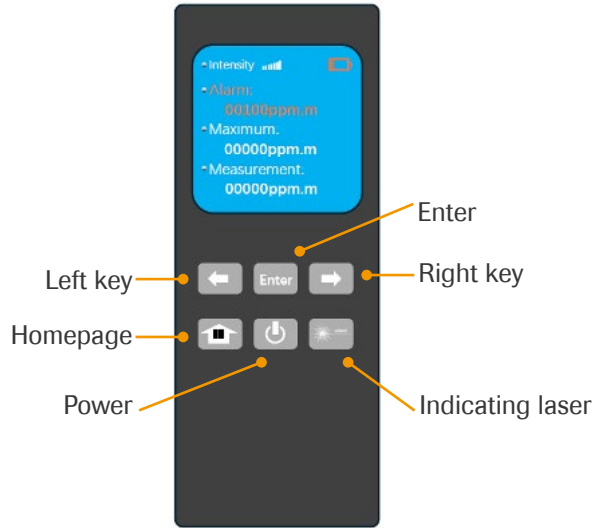 Intensity
Alarm:
00100ppm.m
Maximum.
00000ppm.m
Measurement.
00000ppm.m
Enter
Left key
Enter
Right key
Homepage
Power
Indicating laser